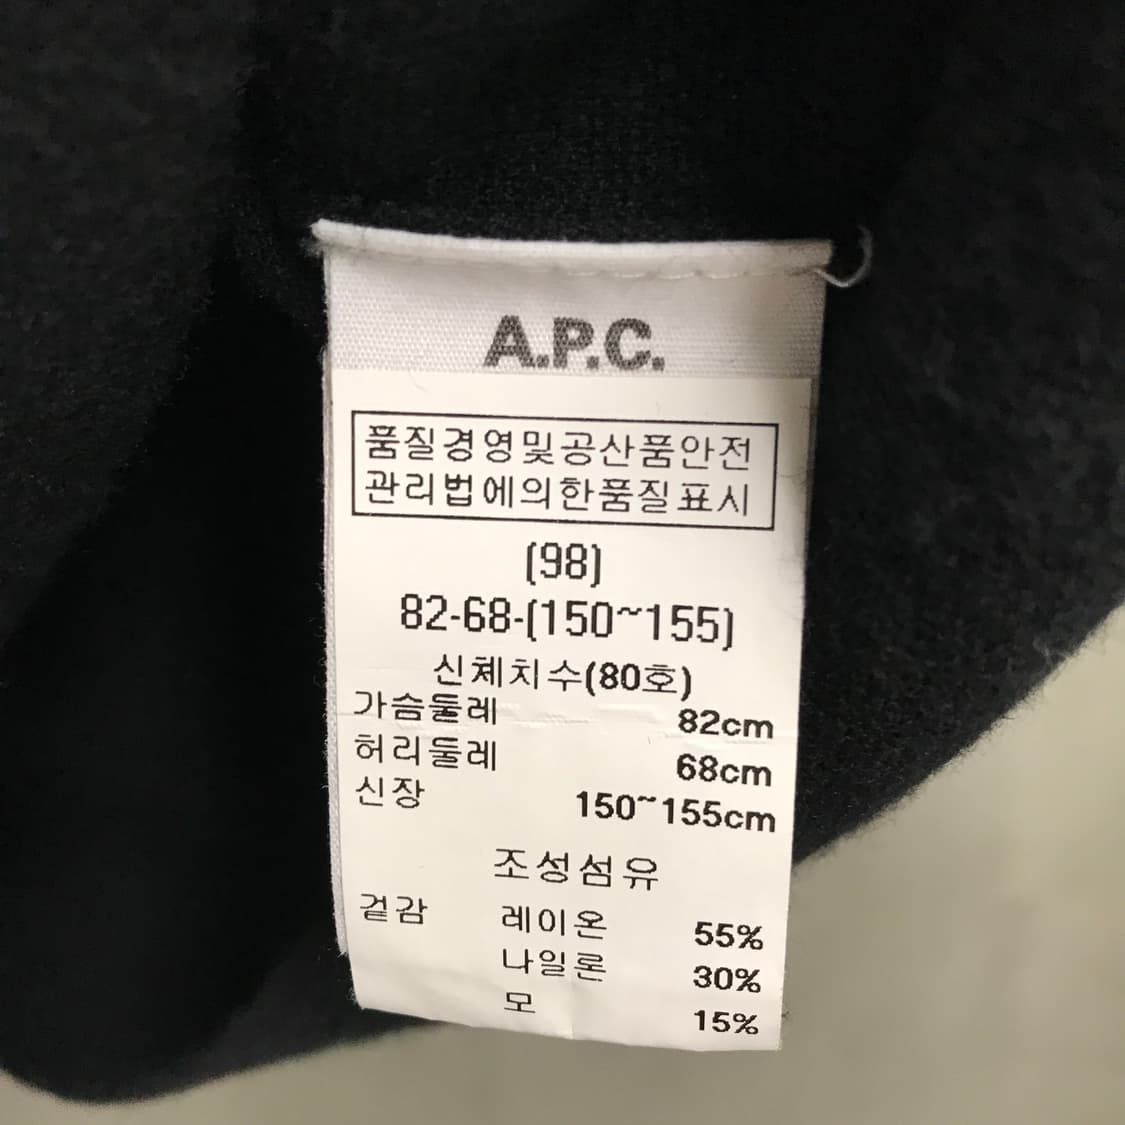 A.P.C.
품질경영및공산품안전
관리법에의한품질표시
(98)
82-68-(150~155)
신체치수(80호)
가슴둘레 82cm
허리둘레 68cm
신장 150~155cm
조성섬유
겉감 레이온 55%
나일론 30%
모 15%